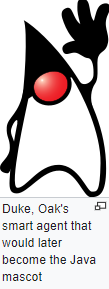 Duke, Oak's
smart agent that
would later
become the Java
mascot